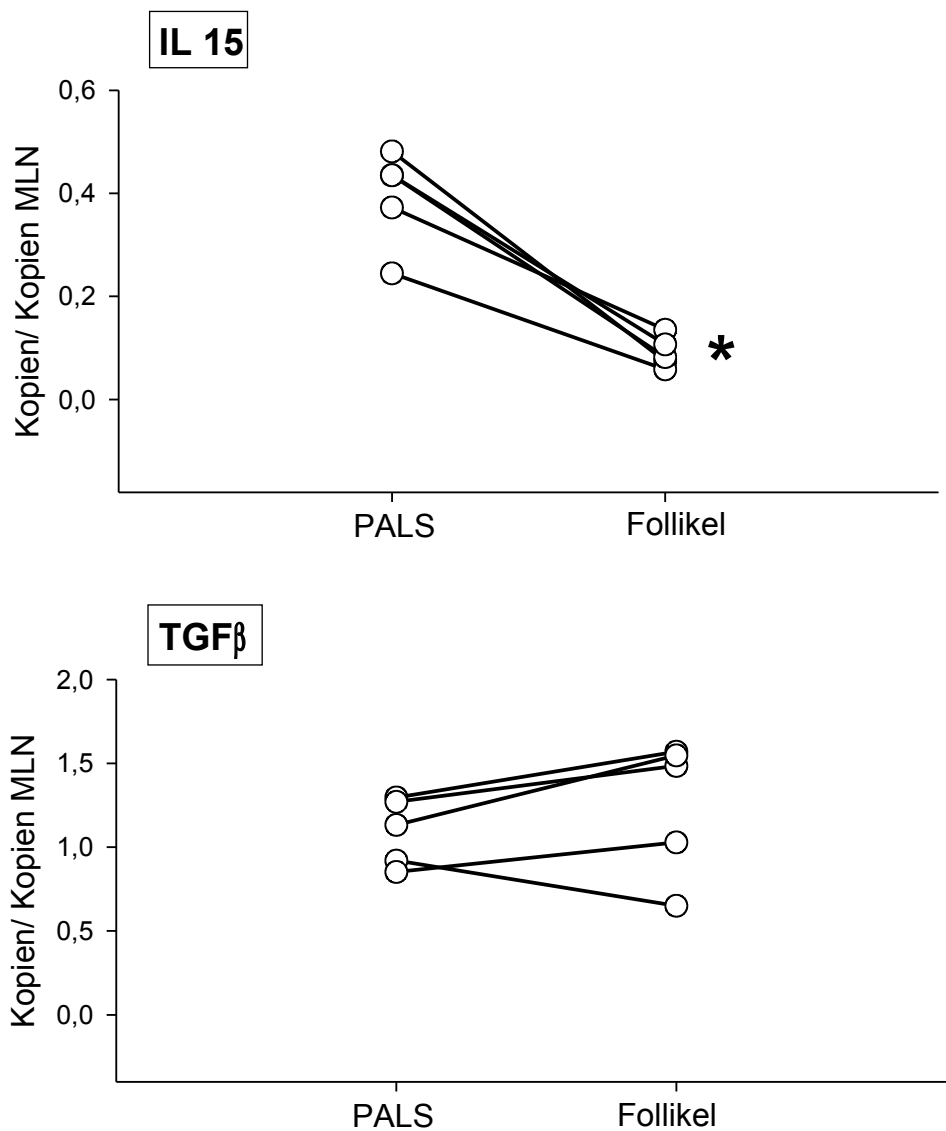 IL 15
0,6
0,4
0,2
0,0
Kopien/ Kopien MLN
*
PALS
Follikel
TGFβ
2,0
1,5
1,0
0,5
0,0
Kopien/ Kopien MLN
PALS
Follikel